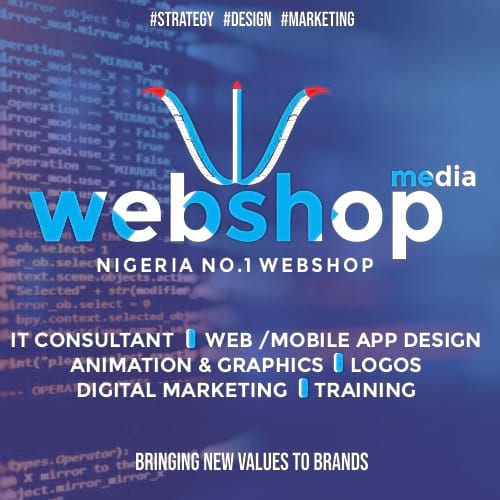 #STRATEGY #DESIGN #MARKETING
media
webshop
NIGERIA NO.1 WEBSHOP
IT CONSULTANT WEB /MOBILE APP DESIGN
ANIMATION & GRAPHICS LOGOS
DIGITAL MARKETING TRAINING
BRINGING NEW VALUES TO BRANDS